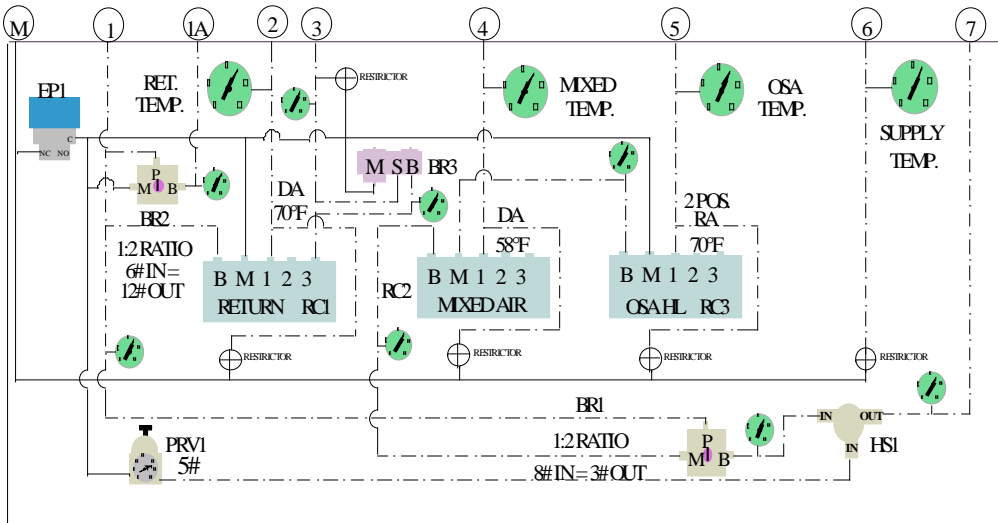 M 1 1A 2 3 4 5 6 7
EP1
C
NC NO
RET.
TEMP.
RESTRICTOR
MIXED
TEMP.
OSA
TEMP.
SUPPLY
TEMP.
P
M B
BR2
1:2 RATIO
6# IN =
12# OUT
DA
70°F
M S B
BR3
DA
58°F
2 POS.
RA
70°F
B M 1 2 3
RETURN RC1
RC2
B M 1 2 3
MIXED AIR
B M 1 2 3
OSA HL RC3
RESTRICTOR
RESTRICTOR
RESTRICTOR
RESTRICTOR
BR1
PRV1
5#
1:2 RATIO
8# IN = 3# OUT
P
M B
IN OUT
IN
HS1